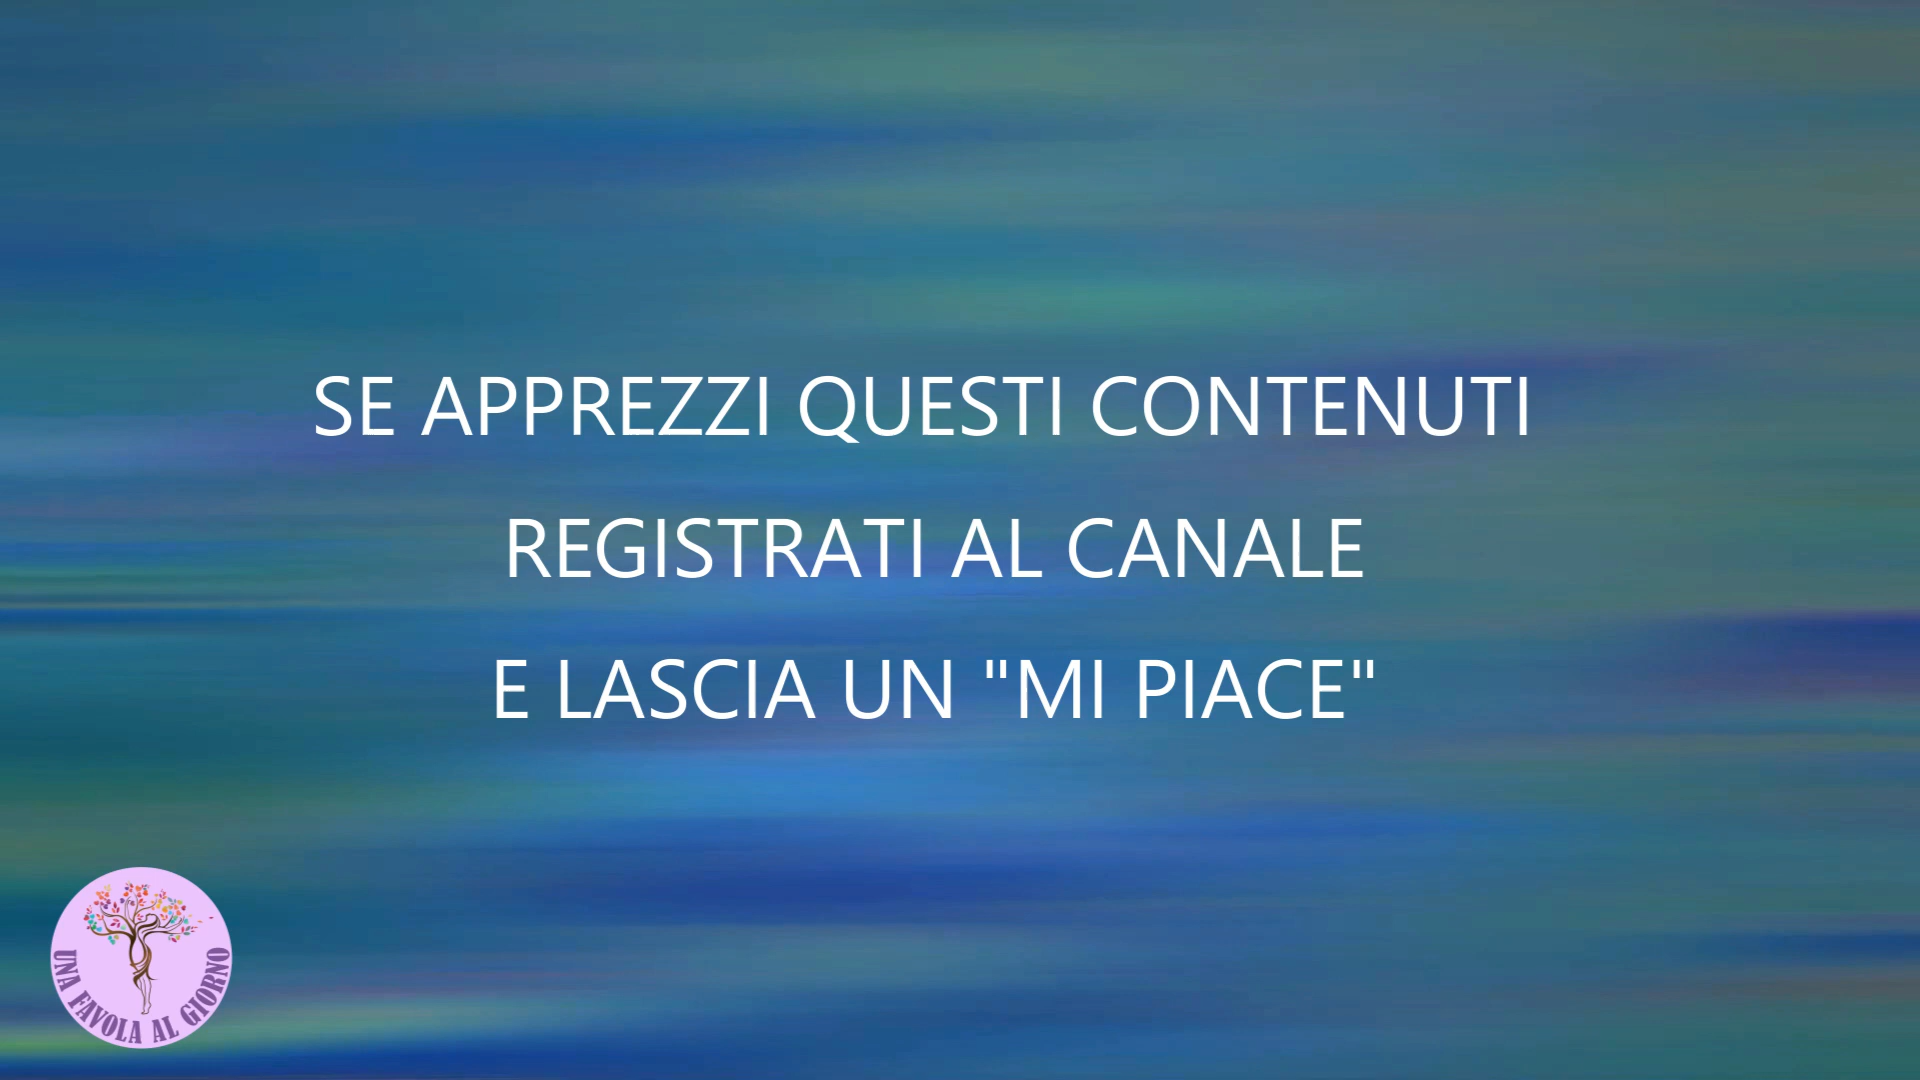 SE APPREZZI QUESTI CONTENUTI
REGISTRATI AL CANALE
E LASCIA UN "MI PIACE"
UNA FAVOLA AL GIORNO